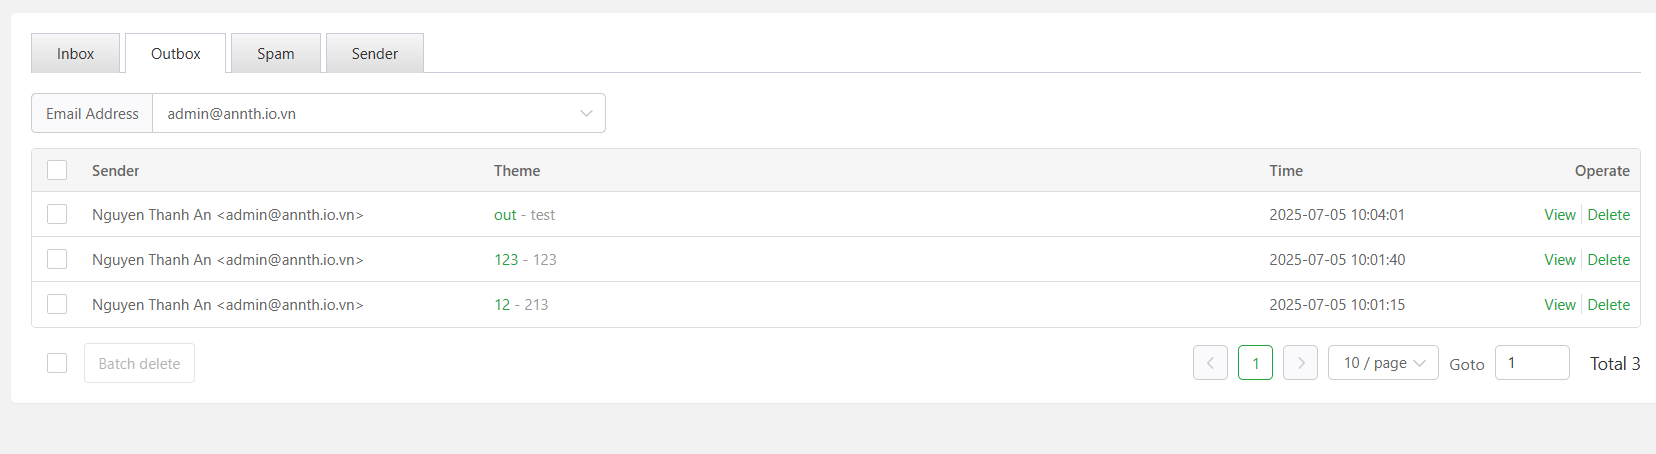 Inbox Outbox Spam Sender
Email Address admin@annth.io.vn
Sender Theme Time Operate
Nguyen Thanh An <admin@annth.io.vn> out - test 2025-07-05 10:04:01 View Delete
Nguyen Thanh An <admin@annth.io.vn> 123 - 123 2025-07-05 10:01:40 View Delete
Nguyen Thanh An <admin@annth.io.vn> 12 - 213 2025-07-05 10:01:15 View Delete
Batch delete 1 10 / page Goto 1 Total 3